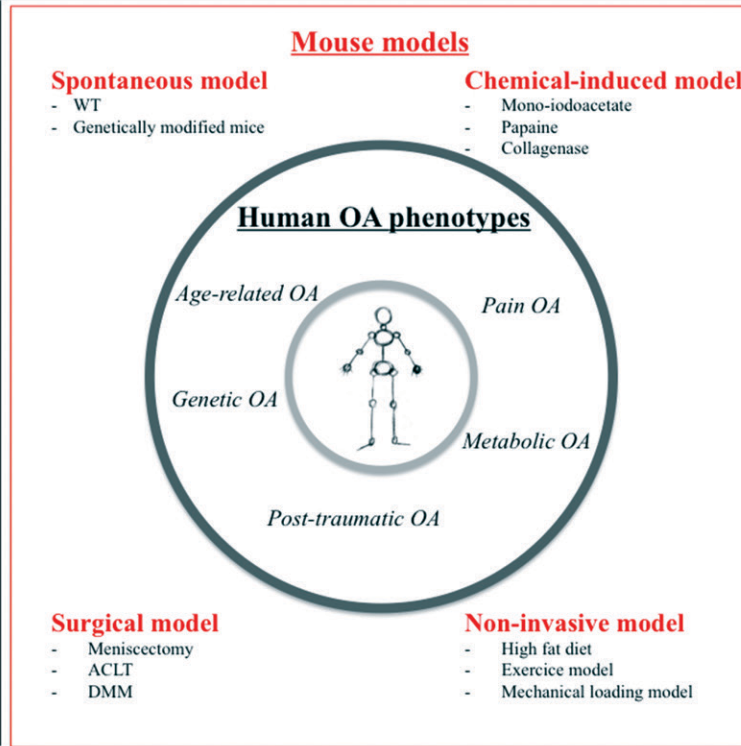 Mouse models
Spontaneous model
- WT
- Genetically modified mice
Chemical-induced model
- Mono-iodoacetate
- Papaine
- Collagenase
Human OA phenotypes
Age-related OA
Pain OA
Genetic OA
Metabolic OA
Post-traumatic OA
Surgical model
- Meniscectomy
- ACLT
- DMM
Non-invasive model
- High fat diet
- Exercice model
- Mechanical loading model